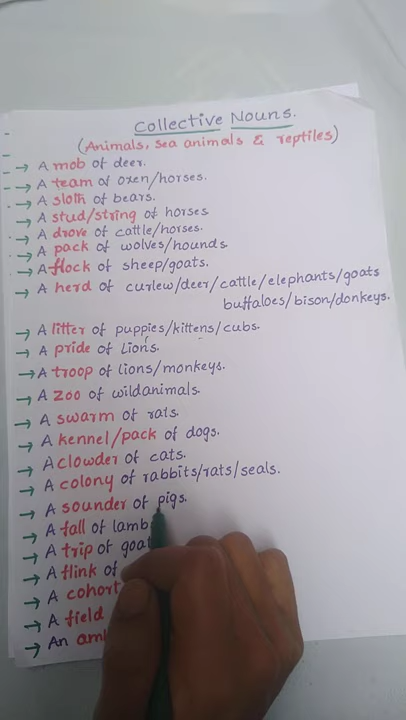 Collective Nouns.
(Animals, sea animals & reptiles)
→ A mob of deer.
→ A team of oxen/horses.
→ A sloth of bears.
→ A stud/string of horses
→ A drove of cattle/horses.
→ A pack of wolves/hounds
→ A flock of sheep/goats.
→ A herd of curlew/deer/cattle/elephants/goats
buffaloes/bison/donkeys.
→ A litter of puppies/kittens/cubs.
→ A pride of Lions.
→ A troop of lions/monkeys.
→ A zoo of wildanimals.
→ A swarm of rats.
→ A kennel/pack of dogs.
→ A clowder of cats.
→ A colony of rabbits/rats/seals.
→ A sounder of pigs.
→ A fall of lamb
→ A trip of goat
→ A flink of
→ A cohort
→ A field
→ An am